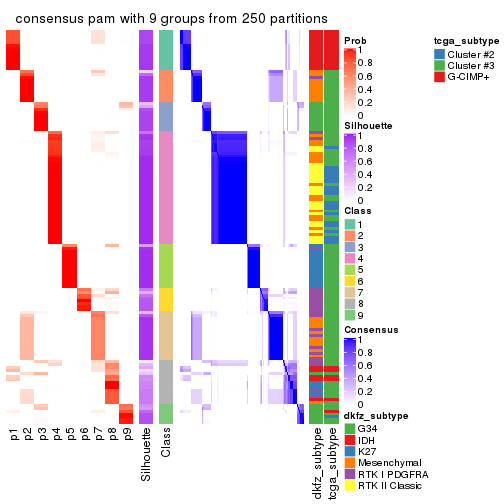 consensus pam with 9 groups from 250 partitions
p1
p2
p3
p4
p5
p6
p7
p8
p9
Silhouette
Class
dkfz_subtype
tcga_subtype
Prob
1
0.8
0.6
0.4
0.2
0
Silhouette
1
0.8
0.6
0.4
0.2
0
Class
1
2
3
4
5
6
7
8
9
Consensus
1
0.8
0.6
0.4
0.2
0
dkfz_subtype
G34
IDH
K27
Mesenchymal
RTK I PDGFRA
RTK II Classic
tcga_subtype
Cluster #2
Cluster #3
G-CIMP+